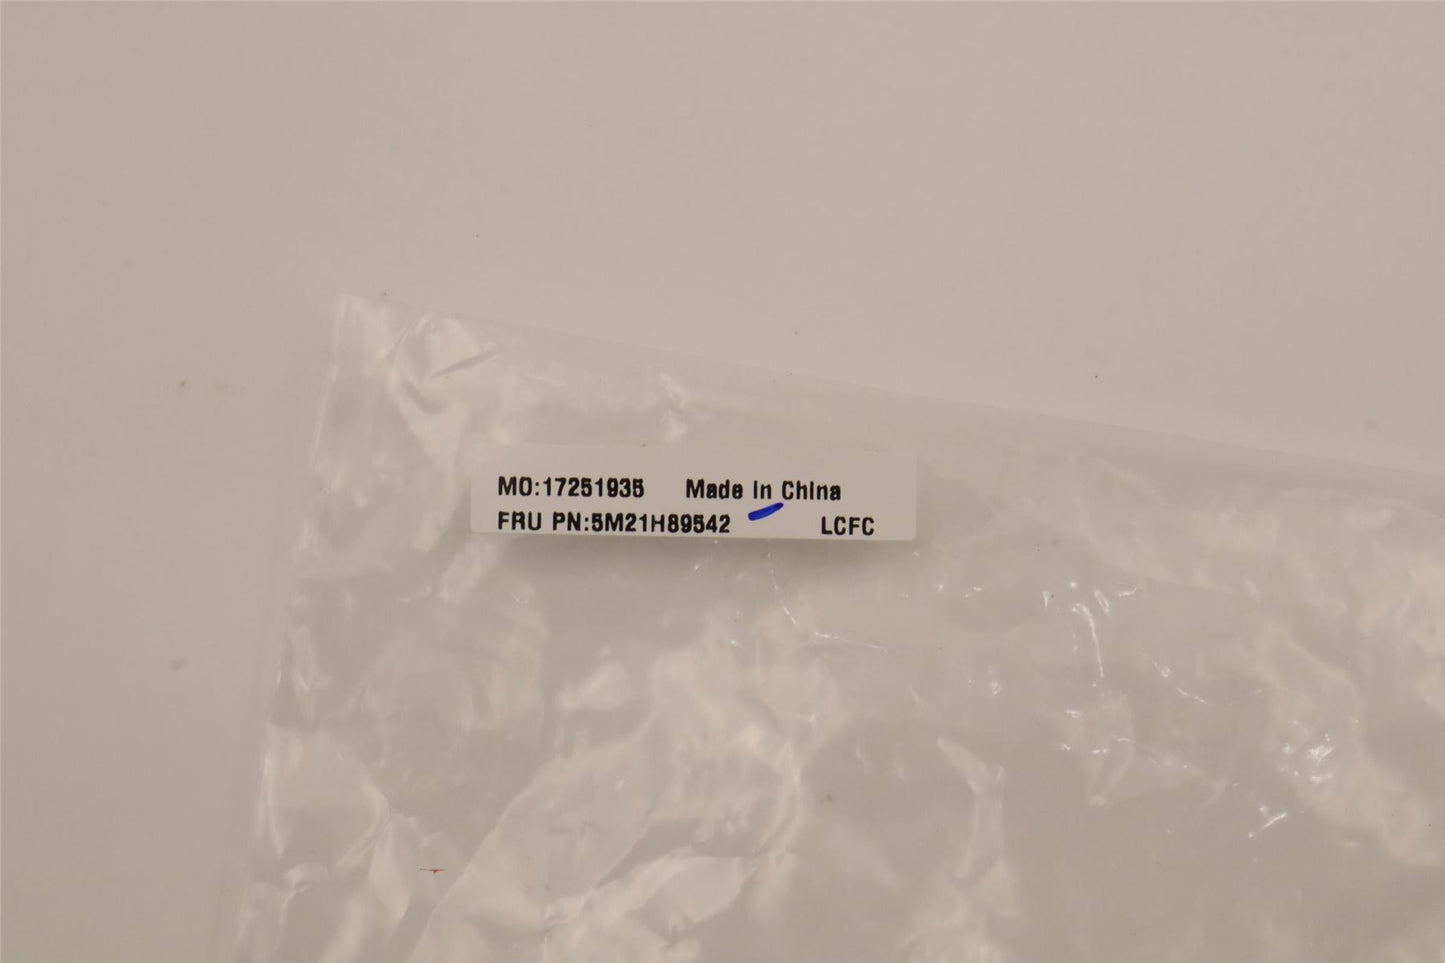 MO:17251935 Made In China
FRU PN:5M21H89542 LCFC